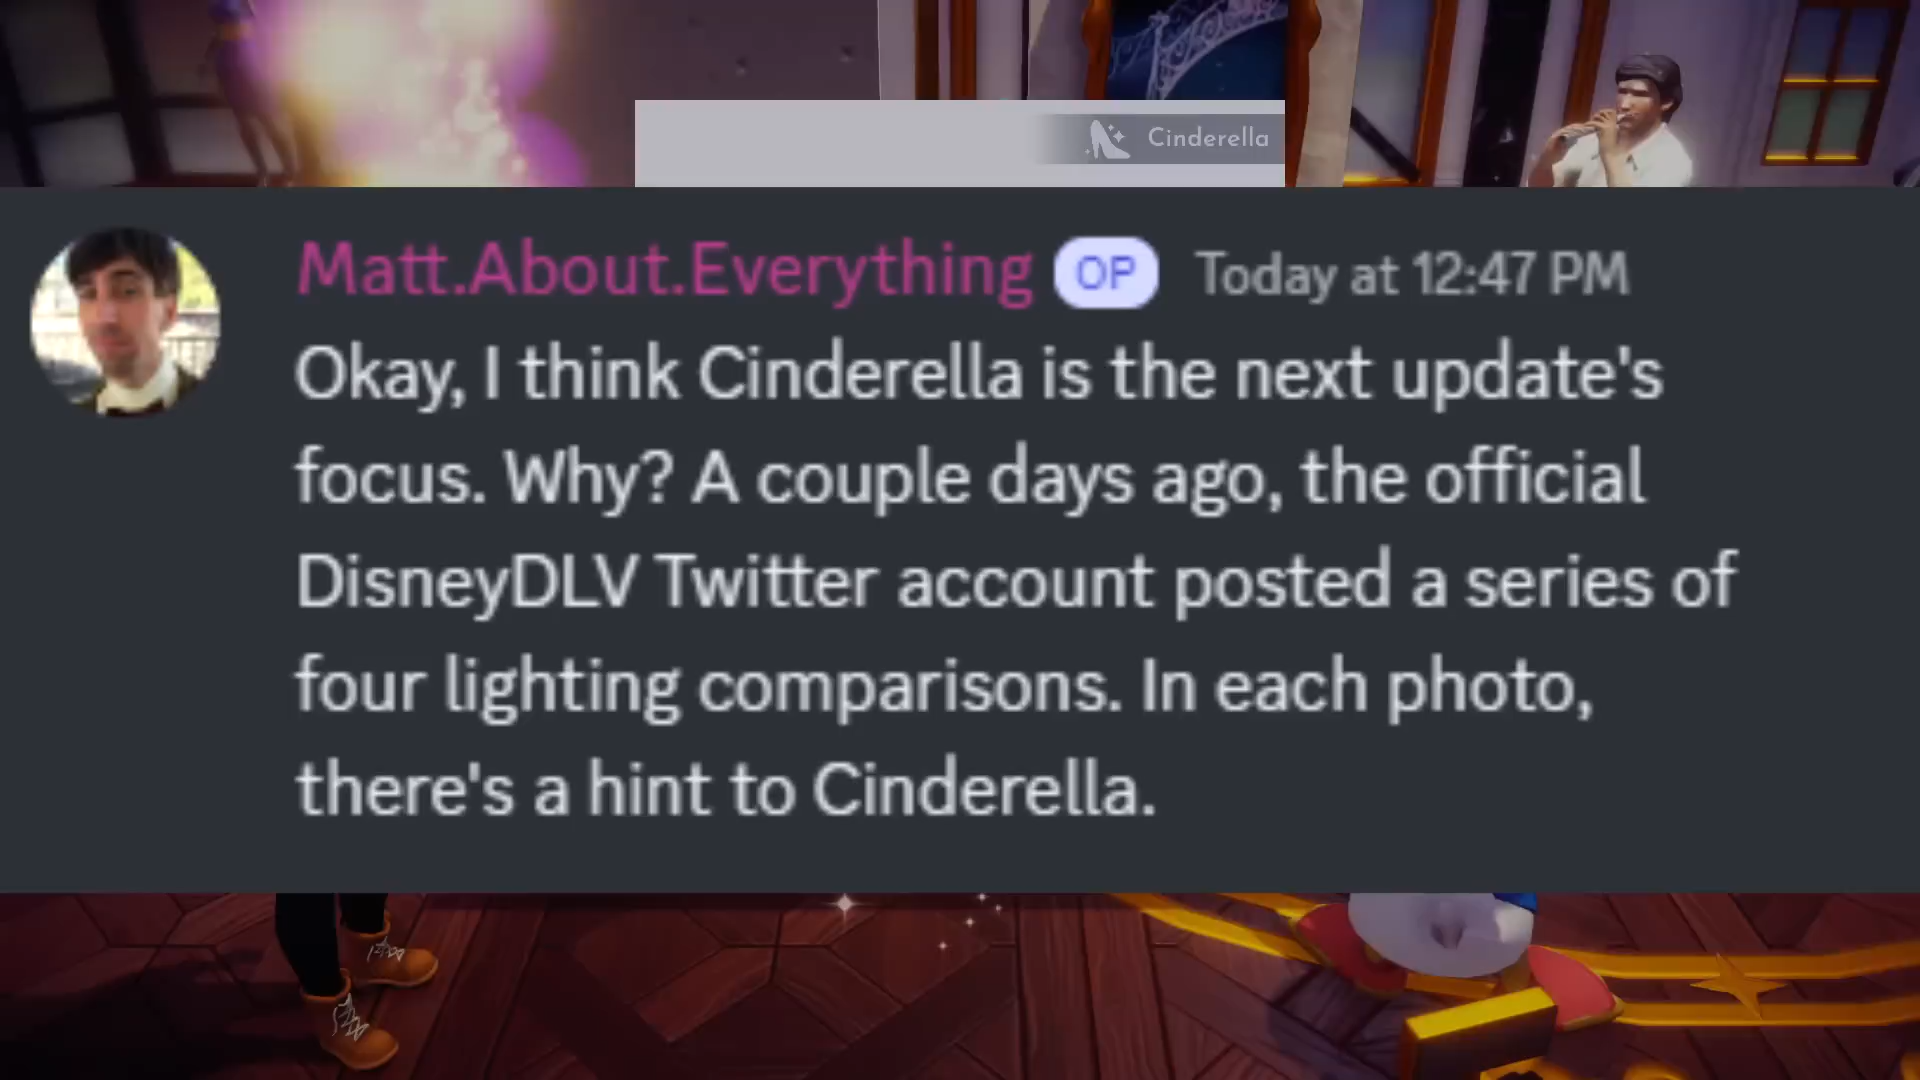 Cinderella
Matt.About.Everything OP Today at 12:47 PM
Okay, I think Cinderella is the next update's
focus. Why? A couple days ago, the official
DisneyDLV Twitter account posted a series of
four lighting comparisons. In each photo,
there's a hint to Cinderella.